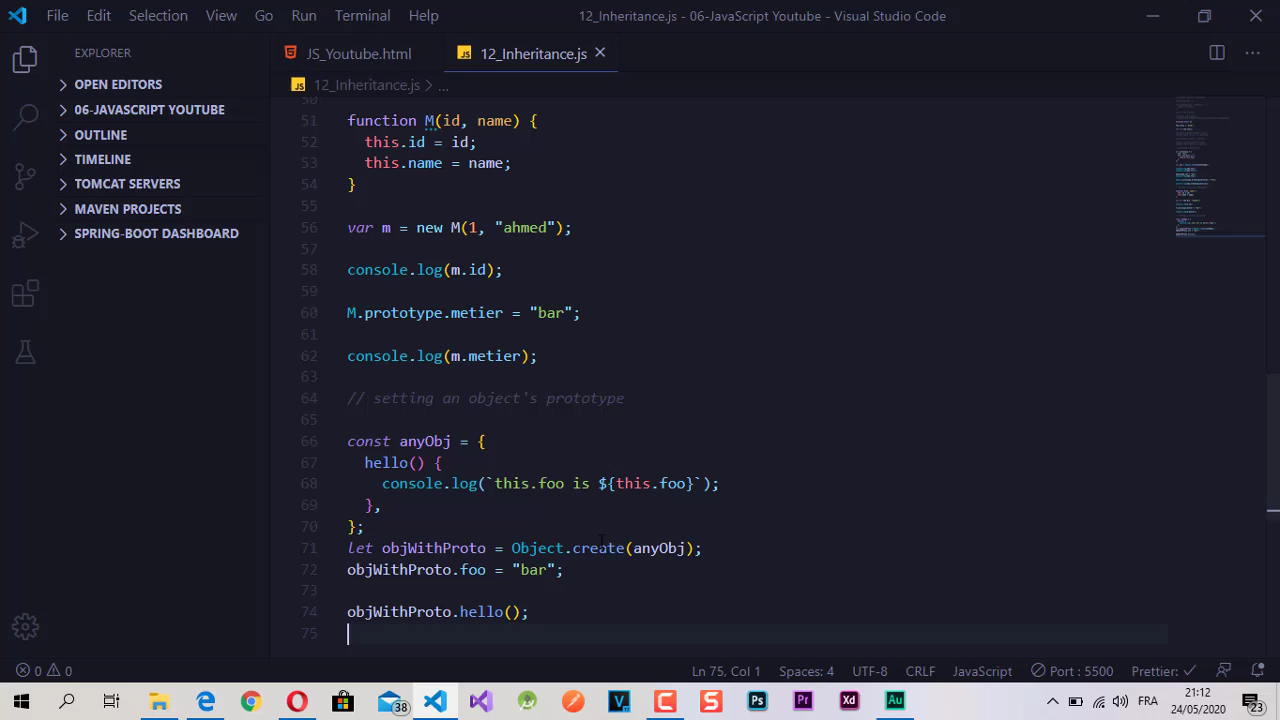 File Edit Selection View Go Run Terminal Help 12_Inheritance.js - 06-JavaScript Youtube - Visual Studio Code
EXPLORER
OPEN EDITORS
06-JAVASCRIPT YOUTUBE
OUTLINE
TIMELINE
TOMCAT SERVERS
MAVEN PROJECTS
SPRING-BOOT DASHBOARD
JS_Youtube.html 12_Inheritance.js
12_Inheritance.js > ...
50
51 function M(id, name) {
52 this.id = id;
53 this.name = name;
54 }
55
56 var m = new M(1, "ahmed");
57
58 console.log(m.id);
59
60 M.prototype.metier = "bar";
61
62 console.log(m.metier);
63
64 // setting an object's prototype
65
66 const anyObj = {
67 hello() {
68 console.log(`this.foo is ${this.foo}`);
69 },
70 };
71 let objWithProto = Object.create(anyObj);
72 objWithProto.foo = "bar";
73
74 objWithProto.hello();
75
0 0 Ln 75, Col 1 Spaces: 4 UTF-8 CRLF JavaScript Port : 5500 Prettier: ✓
38 V Ps Pr Xd Au FRA 21:12
24/05/2020 23